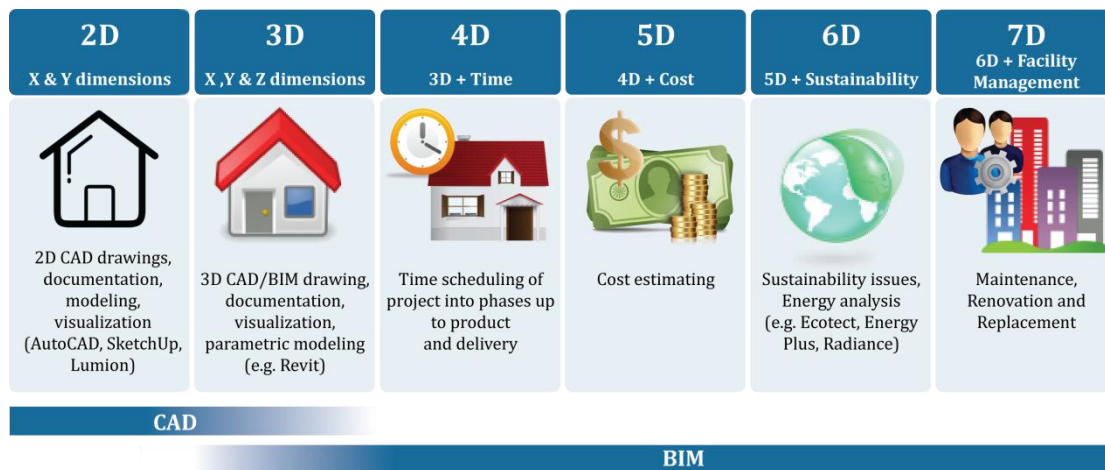 2D
X & Y dimensions
2D CAD drawings,
documentation,
modeling,
visualization
(AutoCAD, SketchUp,
Lumion)
3D
X ,Y & Z dimensions
3D CAD/BIM drawing,
documentation,
visualization,
parametric modeling
(e.g. Revit)
4D
3D + Time
Time scheduling of
project into phases up
to product
and delivery
5D
4D + Cost
Cost estimating
6D
5D + Sustainability
Sustainability issues,
Energy analysis
(e.g. Ecotect, Energy
Plus, Radiance)
7D
6D + Facility
Management
Maintenance,
Renovation and
Replacement
CAD
BIM